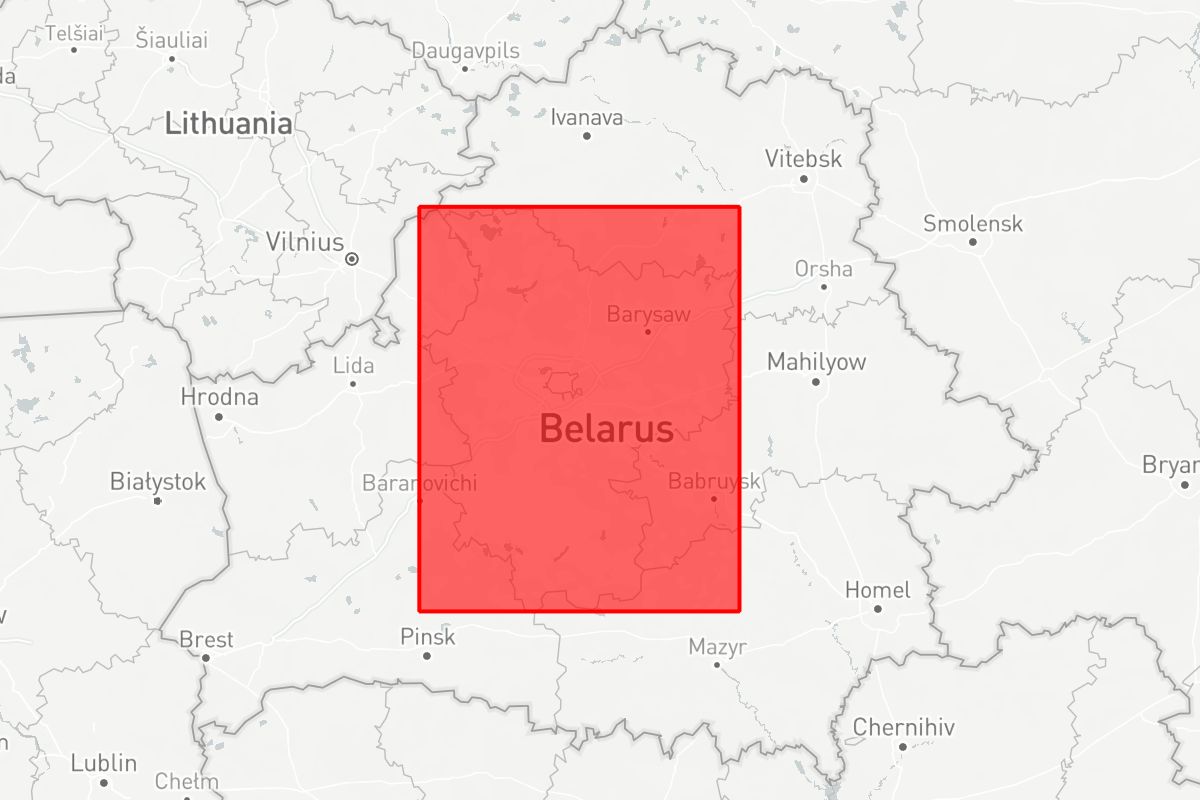 Telšiai
Šiauliai
Daugavpils
da
Lithuania
Ivanava
Vitebsk
Smolensk
Vilnius
Orsha
Barysaw
Lida
Mahilyow
Hrodna
Belarus
Bryan
Białystok
Baranovichi
Babruysk
Homel
w
Brest
Pinsk
Mazyr
Chernihiv
n
Lublin
Chełm